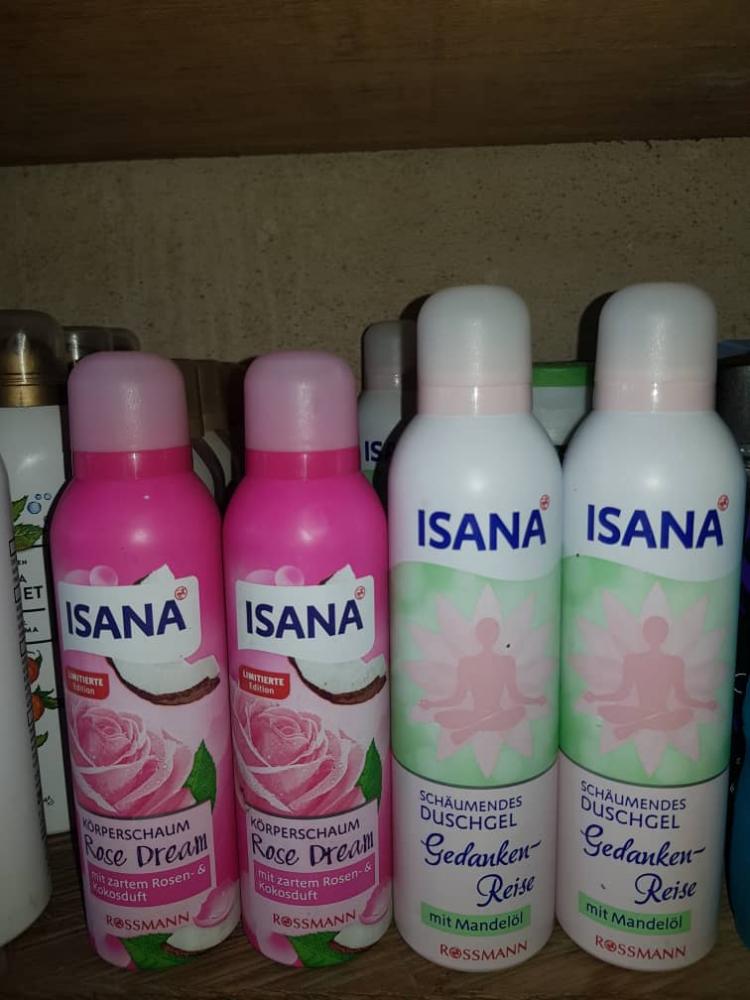 ISANA
LIMITIERTE
Edition
KÖRPERSCHAUM
Rose Dream
mit zartem Rosen- &
Kokosduft
ROSSMANN
ISANA
LIMITIERTE
Edition
KÖRPERSCHAUM
Rose Dream
mit zartem Rosen- &
Kokosduft
ROSSMANN
ISANA
SCHÄUMENDES
DUSCHGEL
Gedanken-
Reise
mit Mandelöl
ROSSMANN
ISANA
SCHÄUMENDES
DUSCHGEL
Gedanken-
Reise
mit Mandelöl
ROSSMANN
IS
ET